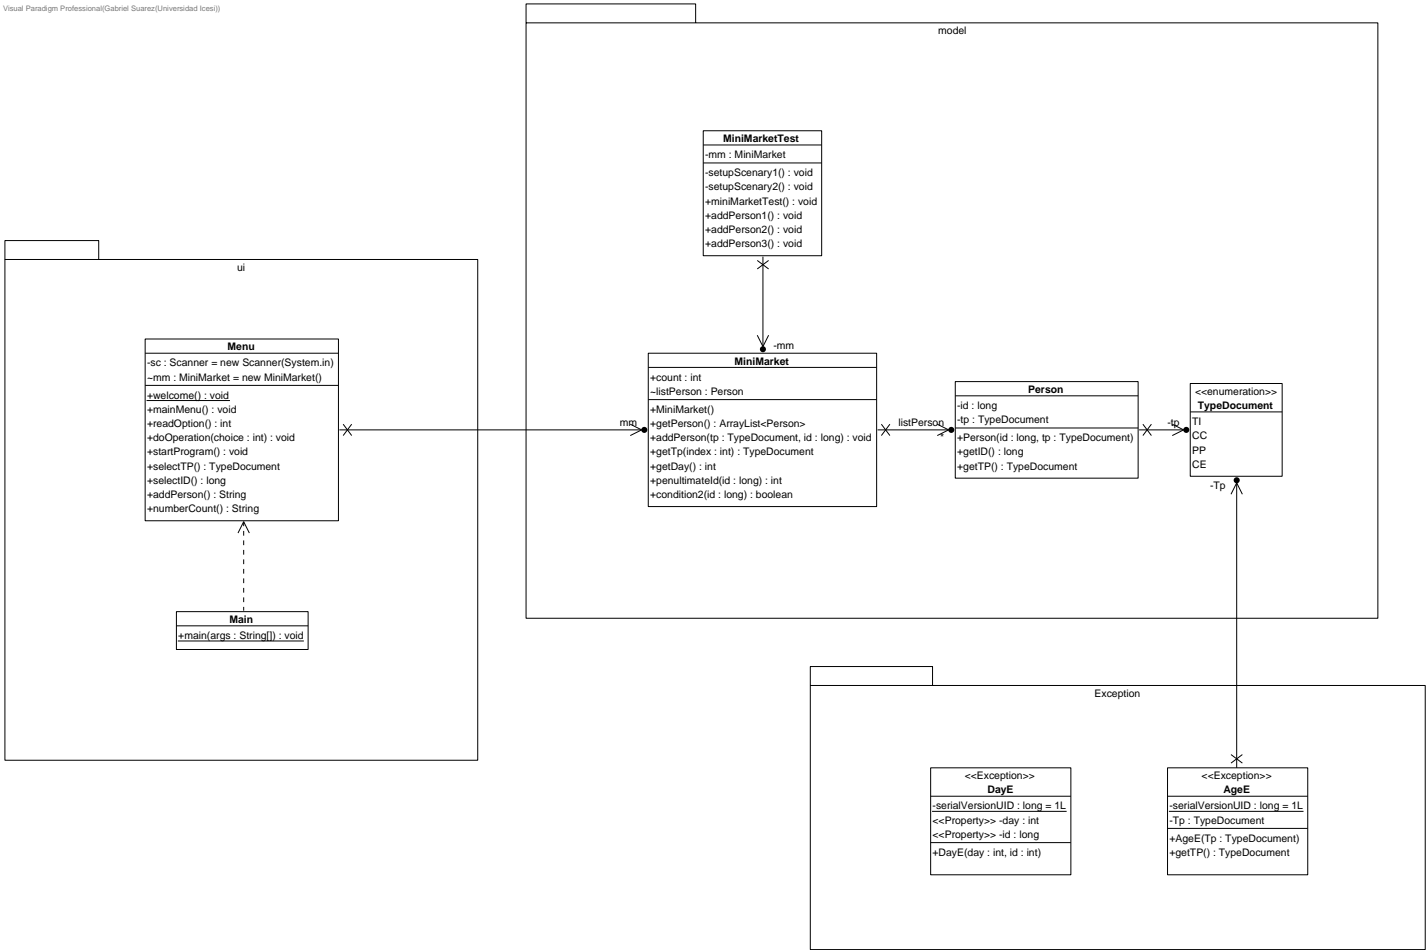 Visual Paradigm Professional(Gabriel Suarez(Universidad Icesi))
model
MiniMarketTest
-mm : MiniMarket
-setupScenary1() : void
-setupScenary2() : void
+miniMarketTest() : void
+addPerson1() : void
+addPerson2() : void
+addPerson3() : void
ui
Menu
-sc : Scanner = new Scanner(System.in)
~mm : MiniMarket = new MiniMarket()
+welcome() : void
+mainMenu() : void
+readOption() : int
+doOperation(choice : int) : void
+startProgram() : void
+selectTP() : TypeDocument
+selectID() : long
+addPerson() : String
+numberCount() : String
Main
+main(args : String[]) : void
mm
-mm
MiniMarket
+count : int
~listPerson : Person
+MiniMarket()
+getPerson() : ArrayList<Person>
+addPerson(tp : TypeDocument, id : long) : void
+getTp(index : int) : TypeDocument
+getDay() : int
+penultimateId(id : long) : int
+condition2(id : long) : boolean
listPerson
*
Person
-id : long
-tp : TypeDocument
+Person(id : long, tp : TypeDocument)
+getID() : long
+getTP() : TypeDocument
-tp
<<enumeration>>
TypeDocument
TI
CC
PP
CE
-Tp
Exception
<<Exception>>
DayE
-serialVersionUID : long = 1L
<<Property>> -day : int
<<Property>> -id : long
+DayE(day : int, id : int)
<<Exception>>
AgeE
-serialVersionUID : long = 1L
-Tp : TypeDocument
+AgeE(Tp : TypeDocument)
+getTP() : TypeDocument